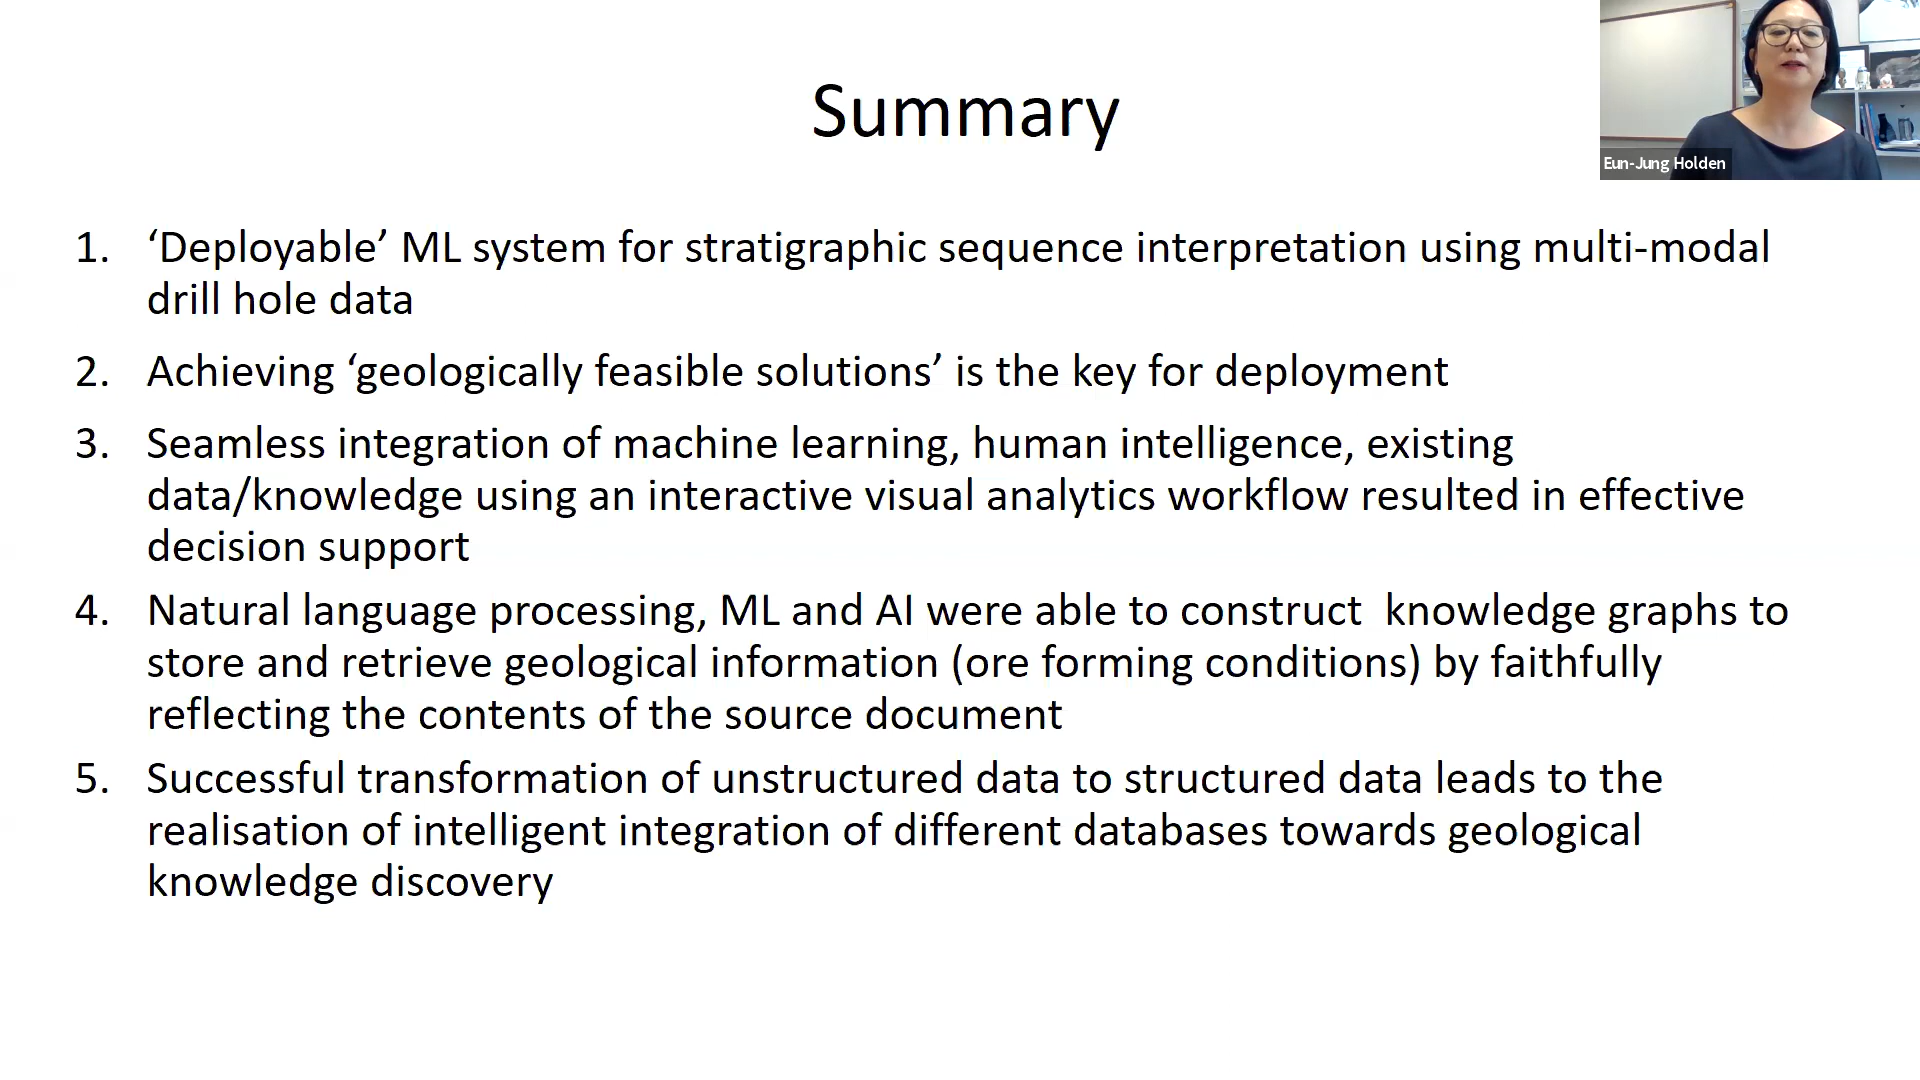 Summary
Eun-Jung Holden
1. ‘Deployable’ ML system for stratigraphic sequence interpretation using multi-modal
drill hole data
2. Achieving ‘geologically feasible solutions’ is the key for deployment
3. Seamless integration of machine learning, human intelligence, existing
data/knowledge using an interactive visual analytics workflow resulted in effective
decision support
4. Natural language processing, ML and AI were able to construct  knowledge graphs to
store and retrieve geological information (ore forming conditions) by faithfully
reflecting the contents of the source document
5. Successful transformation of unstructured data to structured data leads to the
realisation of intelligent integration of different databases towards geological
knowledge discovery